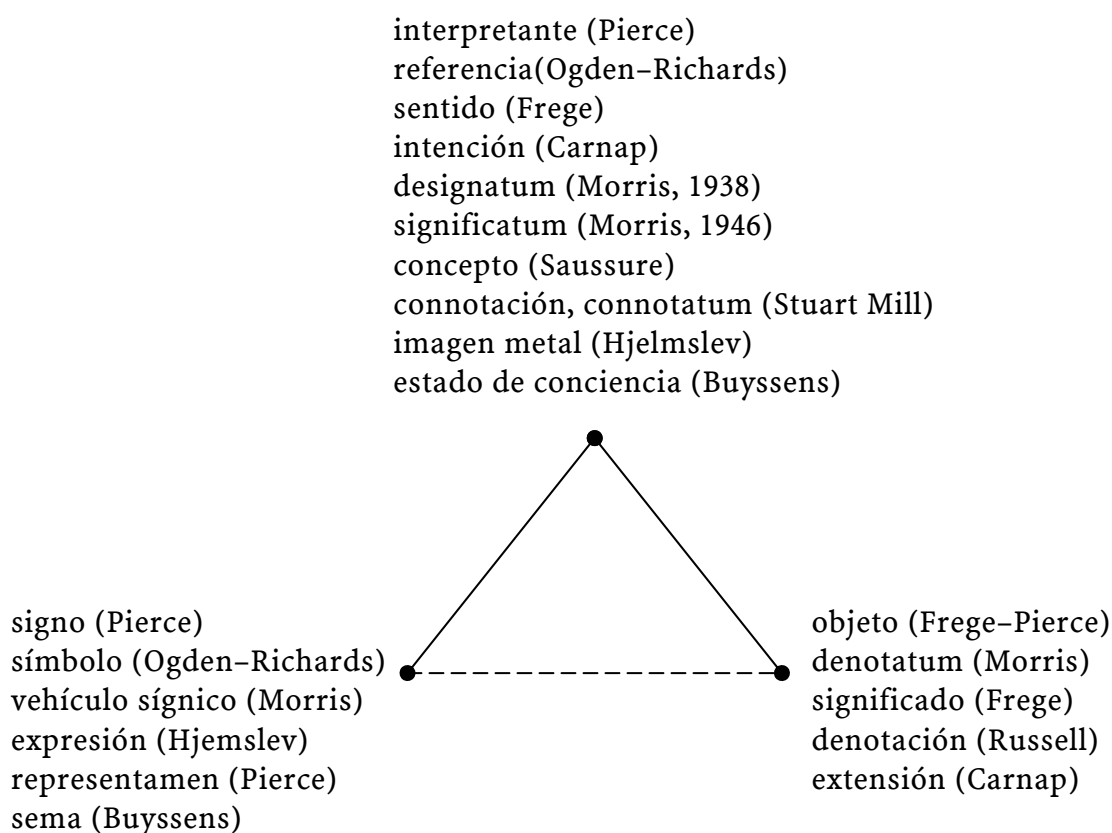 interpretante (Pierce)
referencia(Ogden–Richards)
sentido (Frege)
intención (Carnap)
designatum (Morris, 1938)
significatum (Morris, 1946)
concepto (Saussure)
connotación, connotatum (Stuart Mill)
imagen metal (Hjelmslev)
estado de conciencia (Buyssens)
signo (Pierce)
símbolo (Ogden–Richards)
vehículo sígnico (Morris)
expresión (Hjemslev)
representamen (Pierce)
sema (Buyssens)
objeto (Frege–Pierce)
denotatum (Morris)
significado (Frege)
denotación (Russell)
extensión (Carnap)